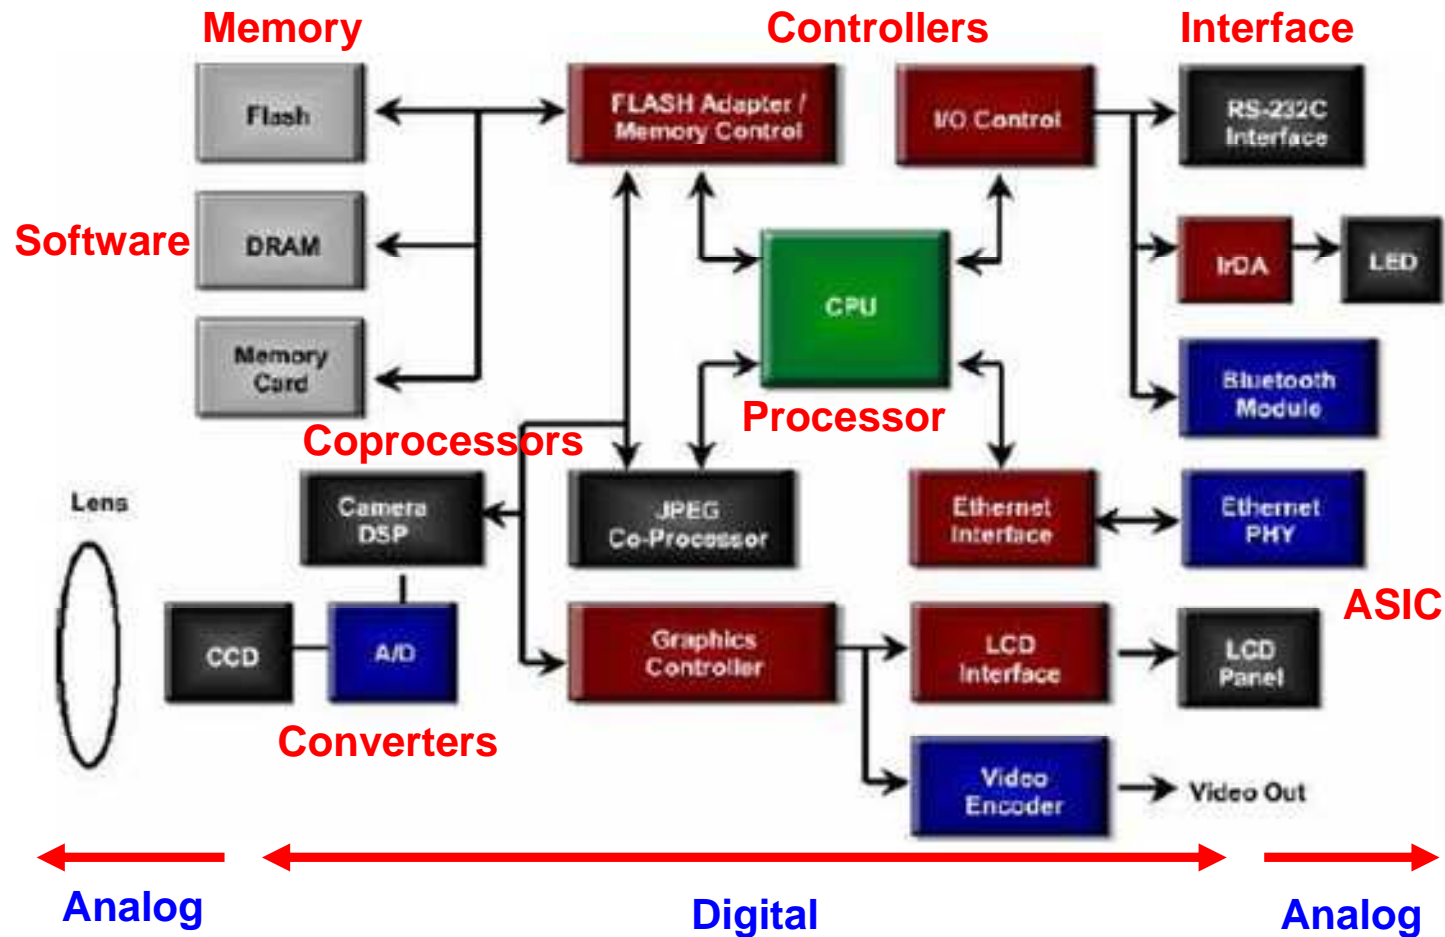 Memory
Controllers
Interface
Flash
FLASH Adapter /
Memory Control
I/O Control
RS-232C
Interface
Software
DRAM
CPU
IrDA
LED
Memory
Card
Bluetooth
Module
Processor
Coprocessors
Lens
Camera
DSP
JPEG
Co-Processor
Ethernet
Interface
Ethernet
PHY
ASIC
CCD
A/D
Graphics
Controller
LCD
Interface
LCD
Panel
Converters
Video
Encoder
Video Out
Analog
Digital
Analog